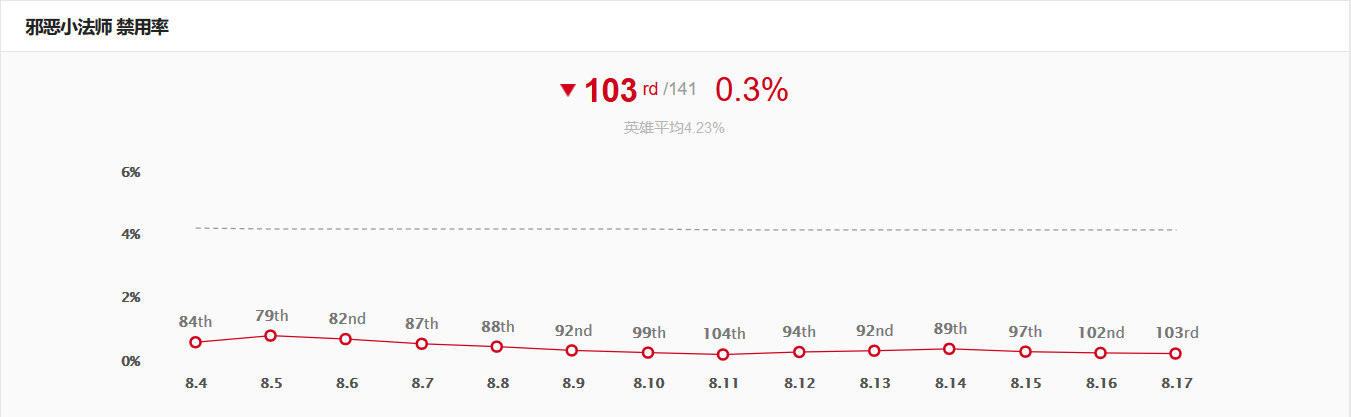 邪恶小法师 禁用率
▼ 103 rd /141 0.3%
英雄平均4.23%
6%
4%
2%
0%
84th 79th 82nd 87th 88th 92nd 99th 104th 94th 92nd 89th 97th 102nd 103rd
8.4 8.5 8.6 8.7 8.8 8.9 8.10 8.11 8.12 8.13 8.14 8.15 8.16 8.17